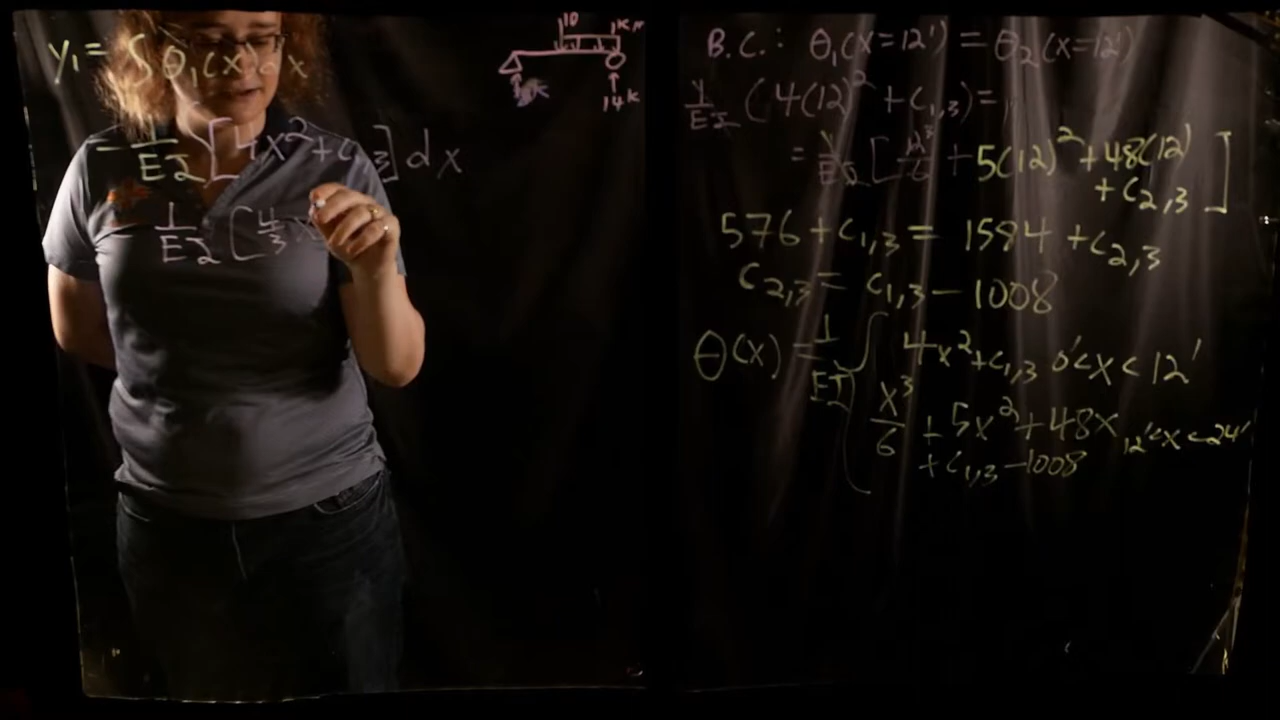 y₁ = ∫ θ₁(x) dx
= 1/EI [4x² + C₁,₃] dx
= 1/EI [4/3 x
10 1k/
14k
B.C.: θ₁(x=12') = θ₂(x=12')
1/EI (4(12)² + C₁,₃) =
= 1/EI [12³/6 + 5(12)² + 48(12) + C₂,₃]
576 + C₁,₃ = 1584 + C₂,₃
C₂,₃ = C₁,₃ - 1008
θ(x) = 1/EI { 4x² + C₁,₃ 0'<x<12'
x³/6 + 5x² + 48x 12'<x<24'
+ C₁,₃ - 1008